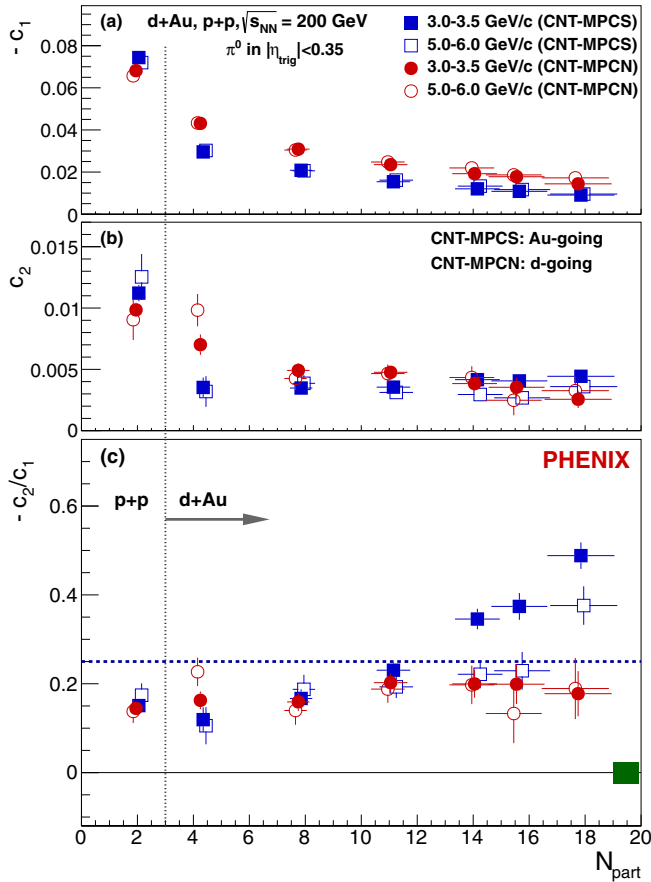 (a)
d+Au, p+p, √s_NN = 200 GeV
π⁰ in |η_trig|<0.35
3.0-3.5 GeV/c (CNT-MPCS)
5.0-6.0 GeV/c (CNT-MPCS)
3.0-3.5 GeV/c (CNT-MPCN)
5.0-6.0 GeV/c (CNT-MPCN)
- c₁
0.08
0.06
0.04
0.02
0
(b)
CNT-MPCS: Au-going
CNT-MPCN: d-going
c₂
0.015
0.01
0.005
0
(c)
PHENIX
- c₂/c₁
p+p
d+Au
0.6
0.4
0.2
0
0 2 4 6 8 10 12 14 16 18 20
N_part